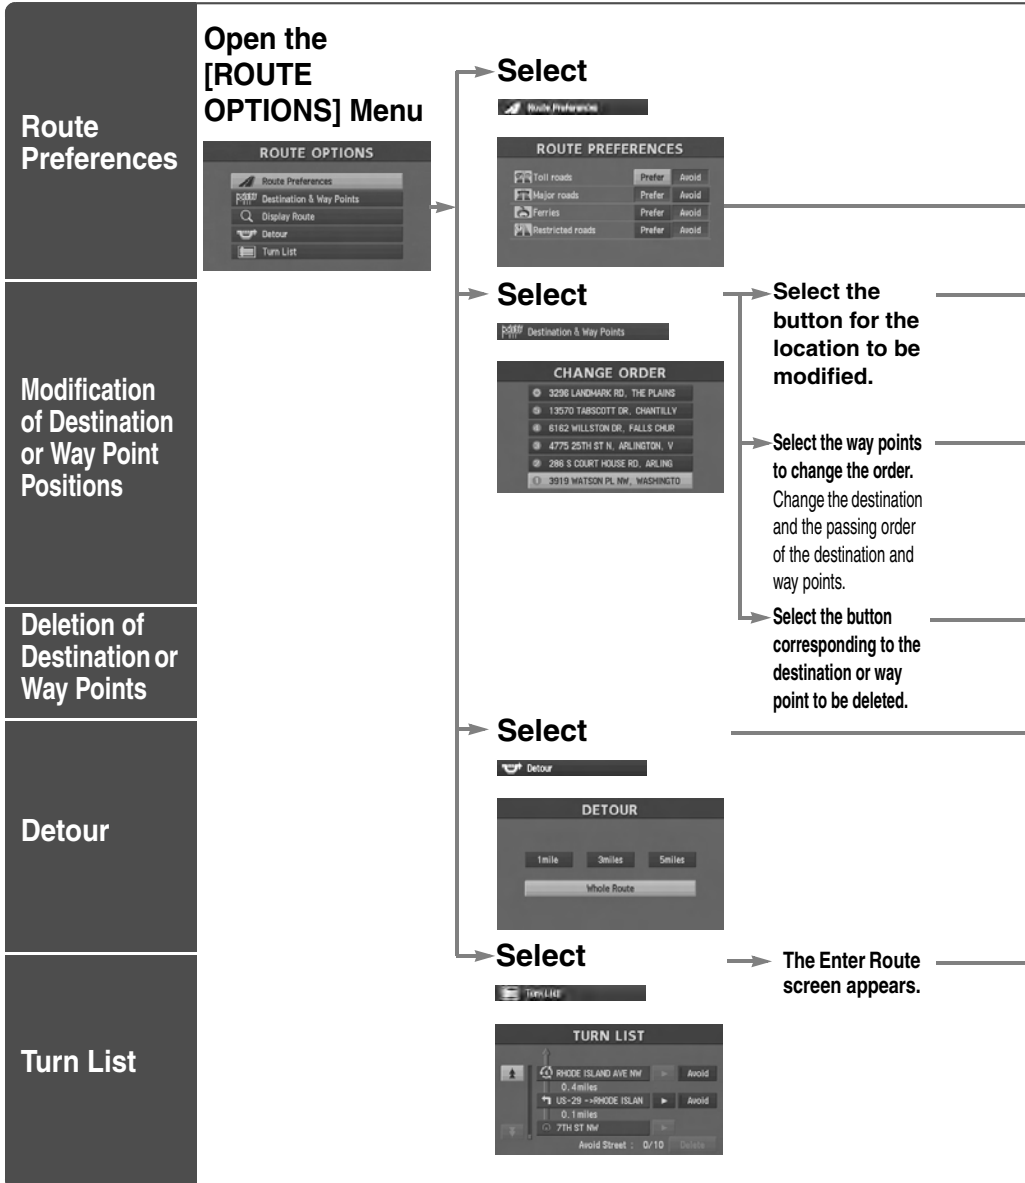 Route
Preferences
Open the
[ROUTE
OPTIONS] Menu
ROUTE OPTIONS
Route Preferences
Destination & Way Points
Display Route
Detour
Turn List
Select
Route Preferences
ROUTE PREFERENCES
Toll roads Prefer Avoid
Major roads Prefer Avoid
Ferries Prefer Avoid
Restricted roads Prefer Avoid
Modification
of Destination
or Way Point
Positions
Select
Destination & Way Points
CHANGE ORDER
3296 LANDMARK RD, THE PLAINS
13570 TABSCOTT DR, CHANTILLY
6162 WILLSTON DR, FALLS CHUR
4775 25TH ST N, ARLINGTON, V
286 S COURT HOUSE RD, ARLING
3919 WATSON PL NW, WASHINGTO
Select the
button for the
location to be
modified.
Select the way points
to change the order.
Change the destination
and the passing order
of the destination and
way points.
Deletion of
Destination or
Way Points
Select the button
corresponding to the
destination or way
point to be deleted.
Detour
Select
Detour
DETOUR
1mile 3miles 5miles
Whole Route
Turn List
Select
Turn List
TURN LIST
RHODE ISLAND AVE NW Avoid
0.4miles
US-29 ->RHODE ISLAN Avoid
0.1miles
7TH ST NW
Avoid Street : 0/10 Delete
The Enter Route
screen appears.